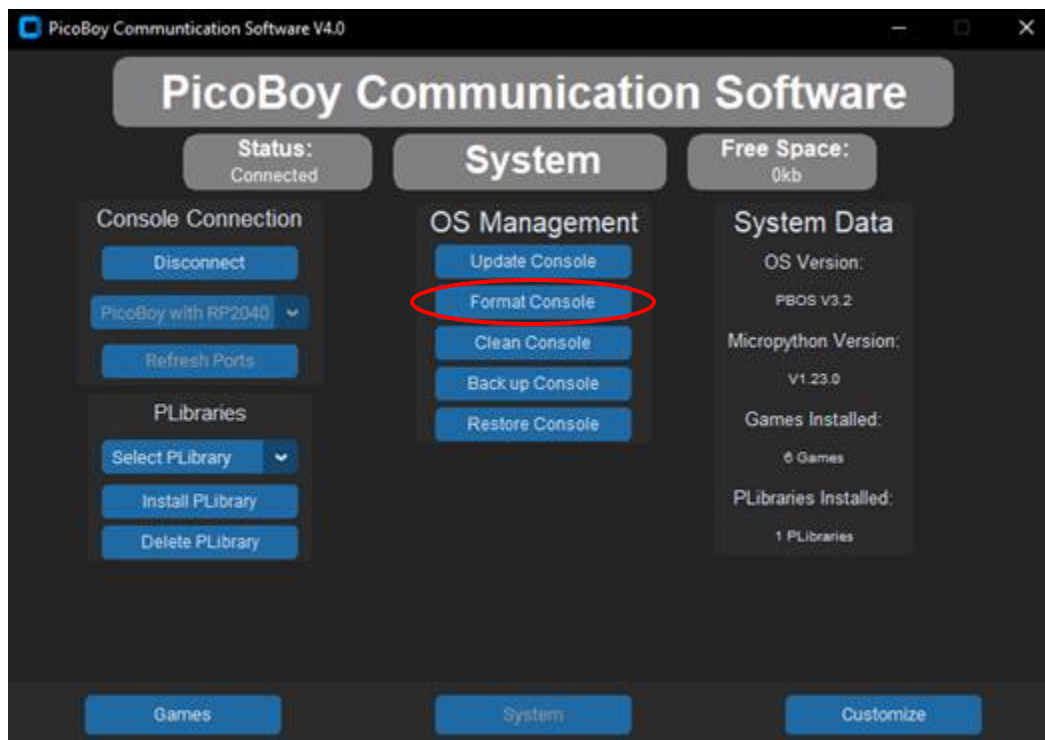 PicoBoy Communtication Software V4.0
PicoBoy Communication Software
Status:
Connected
System
Free Space:
0kb
Console Connection
Disconnect
PicoBoy with RP2040
Refresh Ports
PLibraries
Select PLibrary
Install PLibrary
Delete PLibrary
OS Management
Update Console
Format Console
Clean Console
Back up Console
Restore Console
System Data
OS Version:
PBOS V3.2
Micropython Version:
V1.23.0
Games Installed:
6 Games
PLibraries Installed:
1 PLibraries
Games
System
Customize